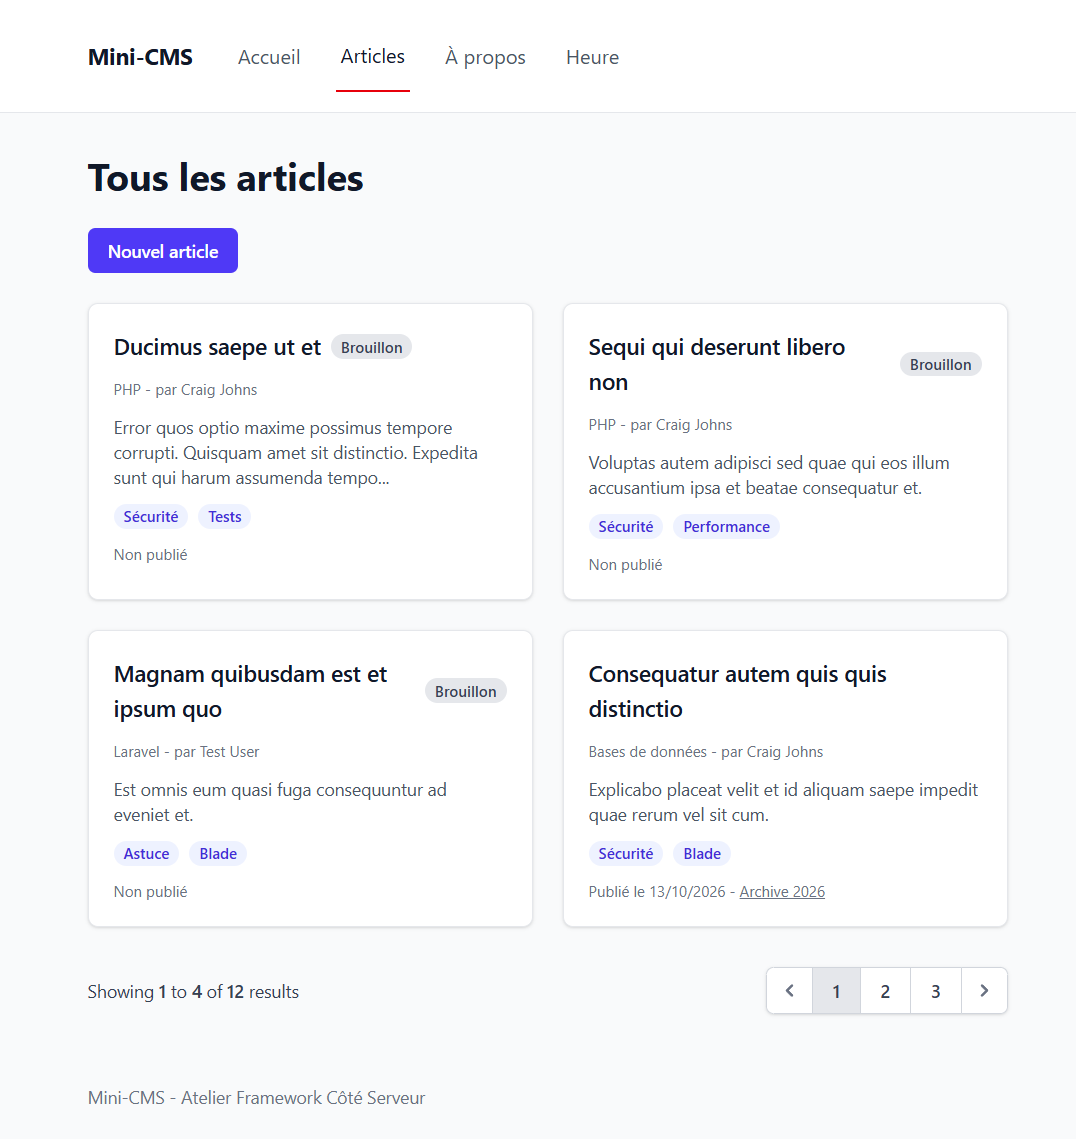 Mini-CMS Accueil Articles À propos Heure
Tous les articles
Nouvel article
Ducimus saepe ut et Brouillon
PHP - par Craig Johns
Error quos optio maxime possimus tempore
corrupti. Quisquam amet sit distinctio. Expedita
sunt qui harum assumenda tempo...
Sécurité Tests
Non publié
Sequi qui deserunt libero
non
Brouillon
PHP - par Craig Johns
Voluptas autem adipisci sed quae qui eos illum
accusantium ipsa et beatae consequatur et.
Sécurité Performance
Non publié
Magnam quibusdam est et
ipsum quo
Brouillon
Laravel - par Test User
Est omnis eum quasi fuga consequuntur ad
eveniet et.
Astuce Blade
Non publié
Consequatur autem quis quis
distinctio
Bases de données - par Craig Johns
Explicabo placeat velit et id aliquam saepe impedit
quae rerum vel sit cum.
Sécurité Blade
Publié le 13/10/2026 - Archive 2026
Showing 1 to 4 of 12 results
1 2 3
Mini-CMS - Atelier Framework Côté Serveur